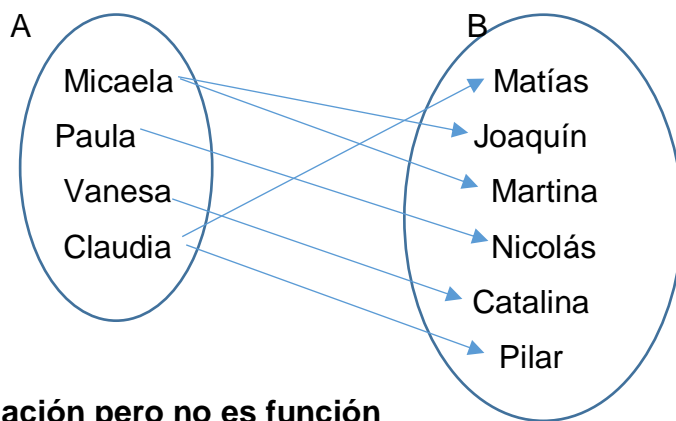 A
B
Micaela
Paula
Vanesa
Claudia
Matías
Joaquín
Martina
Nicolás
Catalina
Pilar
ación pero no es función